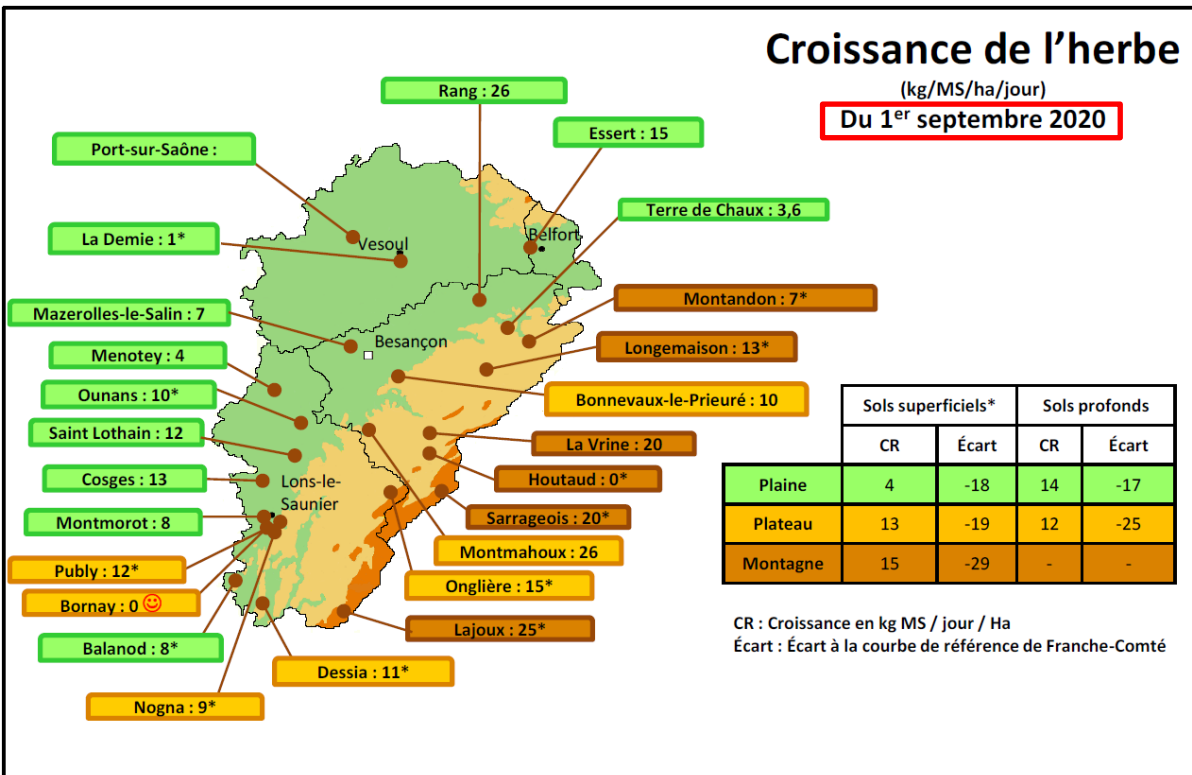 Croissance de l’herbe
(kg/MS/ha/jour)
Du 1er septembre 2020
Rang : 26
Essert : 15
Port-sur-Saône :
Terre de Chaux : 3,6
La Demie : 1*
Vesoul
Belfort
Montandon : 7*
Mazerolles-le-Salin : 7
Besançon
Longemaison : 13*
Menotey : 4
Ounans : 10*
Bonnevaux-le-Prieuré : 10
Saint Lothain : 12
La Vrine : 20
Cosges : 13
Lons-le-
Saunier
Houtaud : 0*
Montmorot : 8
Sarrageois : 20*
Montmahoux : 26
Publy : 12*
Onglière : 15*
Bornay : 0
Lajoux : 25*
Balanod : 8*
Dessia : 11*
Nogna : 9*
Sols superficiels* Sols profonds
CR Écart CR Écart
Plaine 4 -18 14 -17
Plateau 13 -19 12 -25
Montagne 15 -29 - -
CR : Croissance en kg MS / jour / Ha
Écart : Écart à la courbe de référence de Franche-Comté